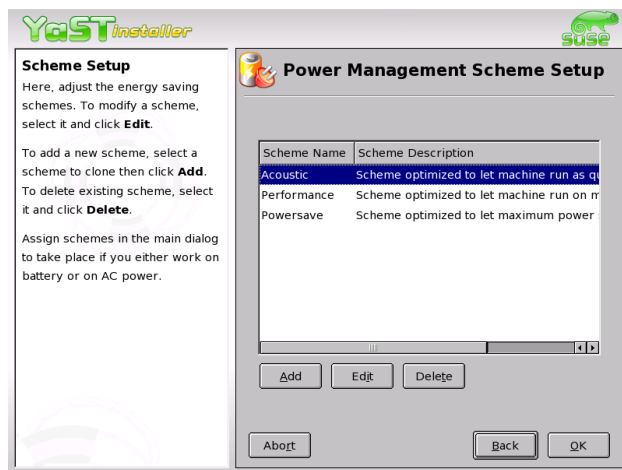 YaST installer
SUSE
Scheme Setup
Here, adjust the energy saving
schemes. To modify a scheme,
select it and click Edit.
To add a new scheme, select a
scheme to clone then click Add.
To delete existing scheme, select
it and click Delete.
Assign schemes in the main dialog
to take place if you either work on
battery or on AC power.
Power Management Scheme Setup
Scheme Name Scheme Description
Acoustic Scheme optimized to let machine run as
Performance Scheme optimized to let machine run on
Powersave Scheme optimized to let maximum power
Add Edit Delete
Abort Back OK